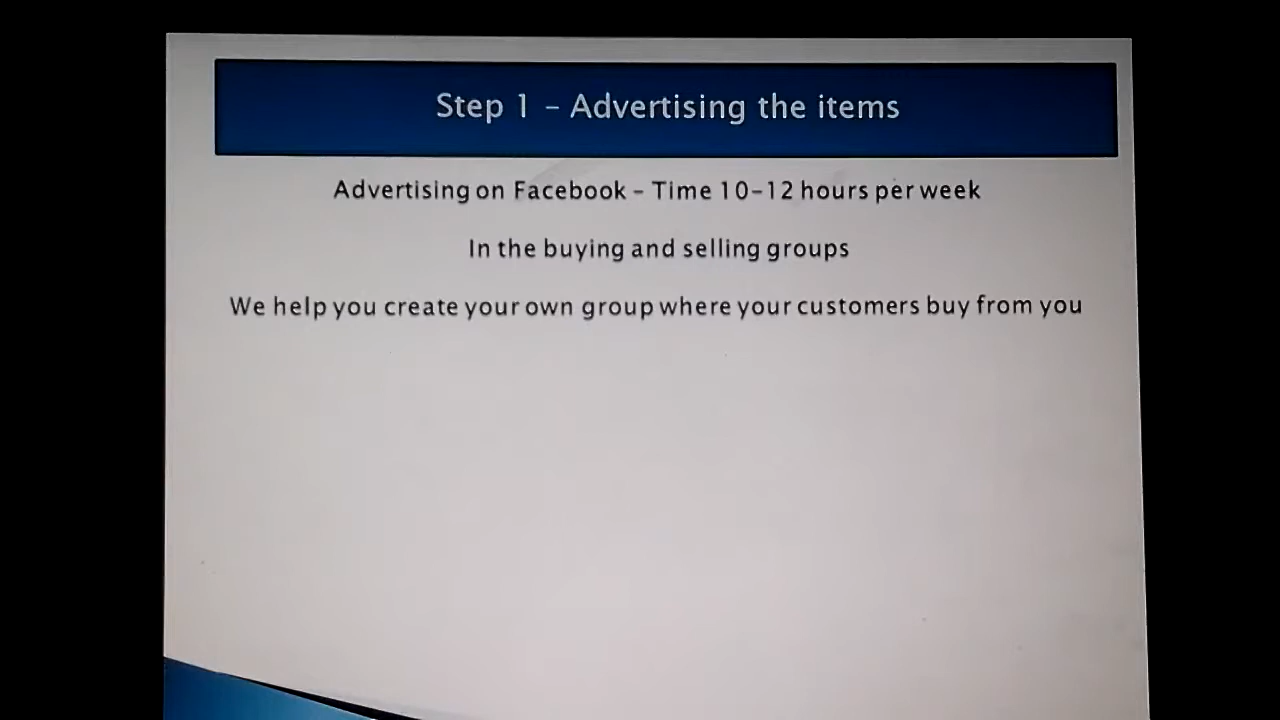 Step 1 – Advertising the items
Advertising on Facebook – Time 10–12 hours per week
In the buying and selling groups
We help you create your own group where your customers buy from you